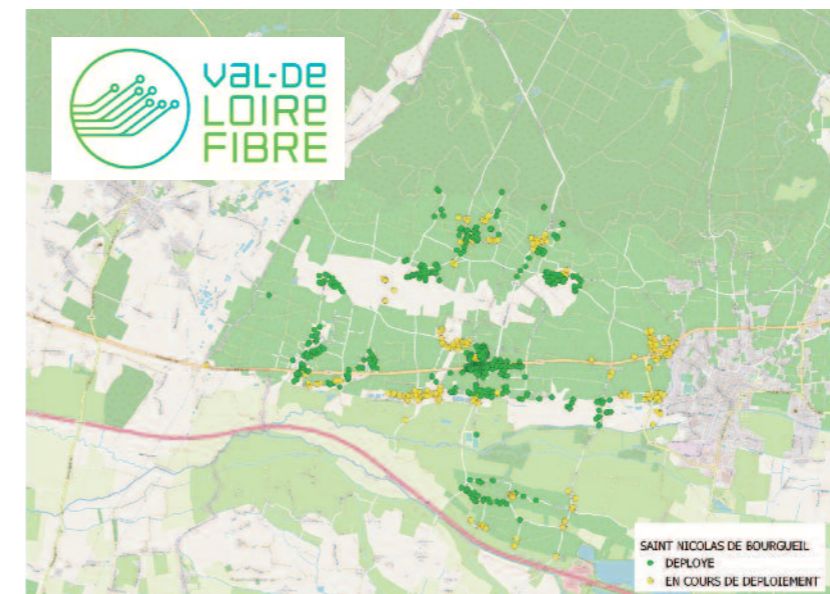 VAL-DE
LOIRE
FIBRE
SAINT NICOLAS DE BOURGUEIL
DEPLOYE
EN COURS DE DEPLOIEMENT